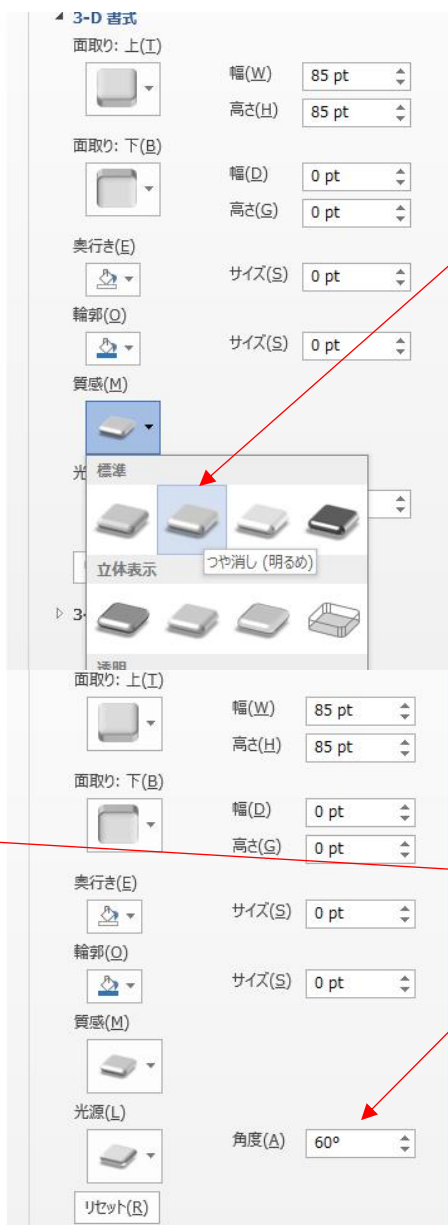 3-D 書式
面取り: 上(T)
幅(W) 85 pt
高さ(H) 85 pt
面取り: 下(B)
幅(D) 0 pt
高さ(G) 0 pt
奥行き(E)
サイズ(S) 0 pt
輪郭(O)
サイズ(S) 0 pt
質感(M)
光
標準
つや消し (明るめ)
立体表示
3-
透明
面取り: 上(T)
幅(W) 85 pt
高さ(H) 85 pt
面取り: 下(B)
幅(D) 0 pt
高さ(G) 0 pt
奥行き(E)
サイズ(S) 0 pt
輪郭(O)
サイズ(S) 0 pt
質感(M)
光源(L)
角度(A) 60°
リセット(R)